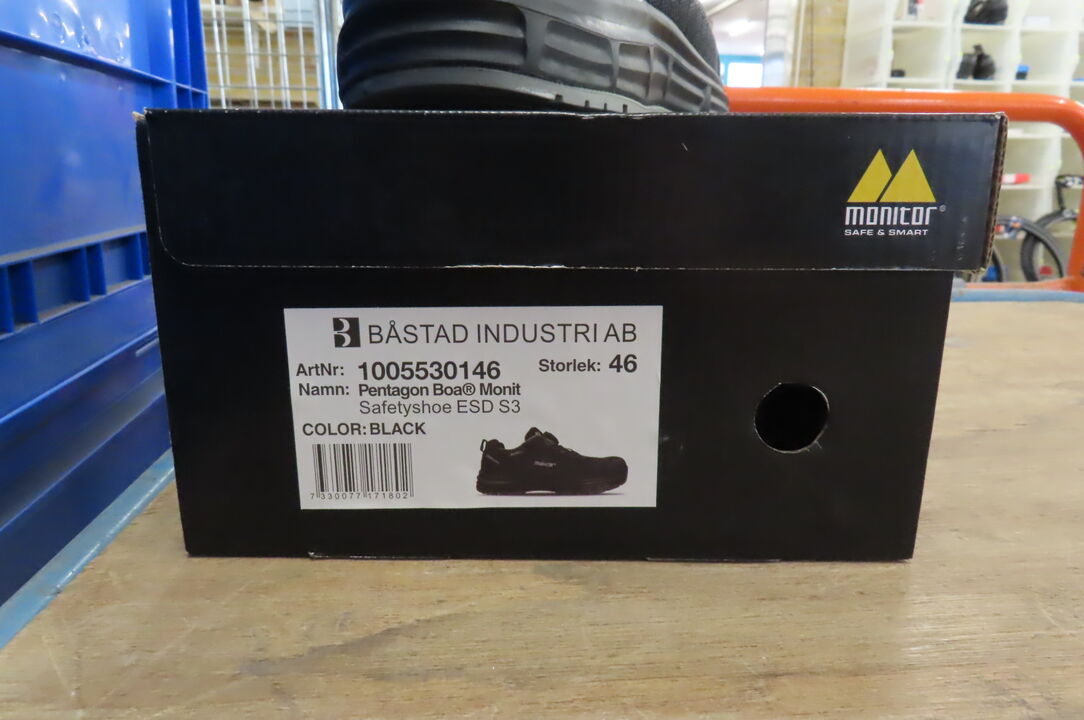 monitor®
SAFE & SMART
B BÅSTAD INDUSTRI AB
ArtNr: 1005530146 Storlek: 46
Namn: Pentagon Boa® Monit
Safetyshoe ESD S3
COLOR: BLACK
7 330077 171802